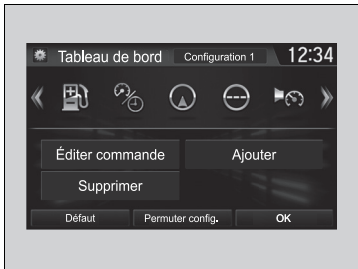 Tableau de bord Configuration 1 12:34
Éditer commande Ajouter
Supprimer
Défaut Permuter config. OK